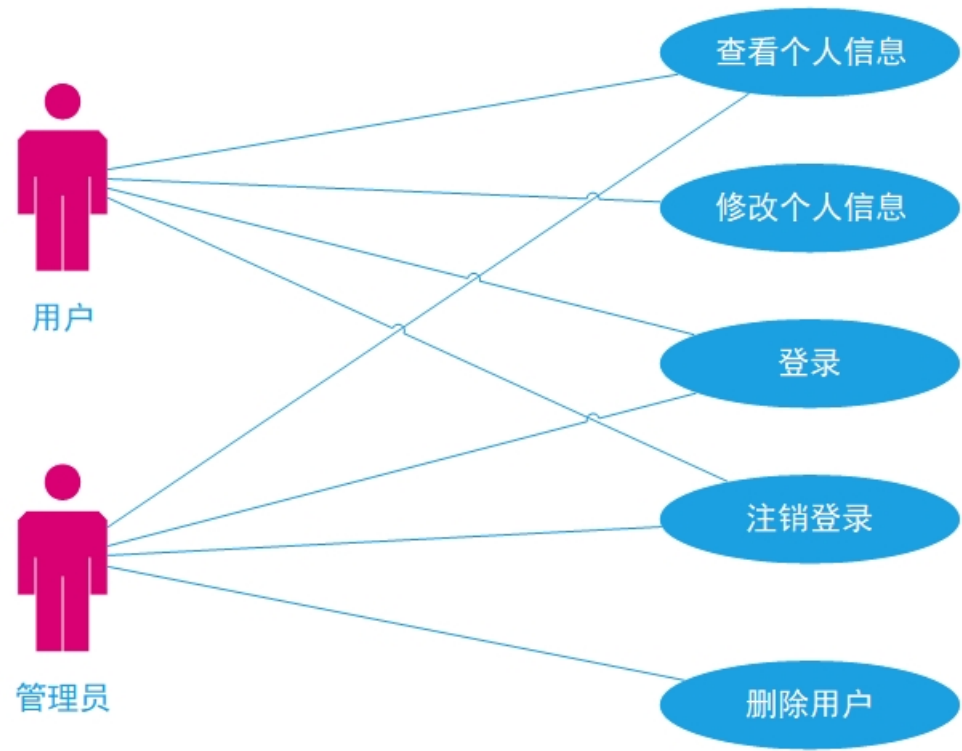 查看个人信息
修改个人信息
用户
登录
注销登录
管理员
删除用户